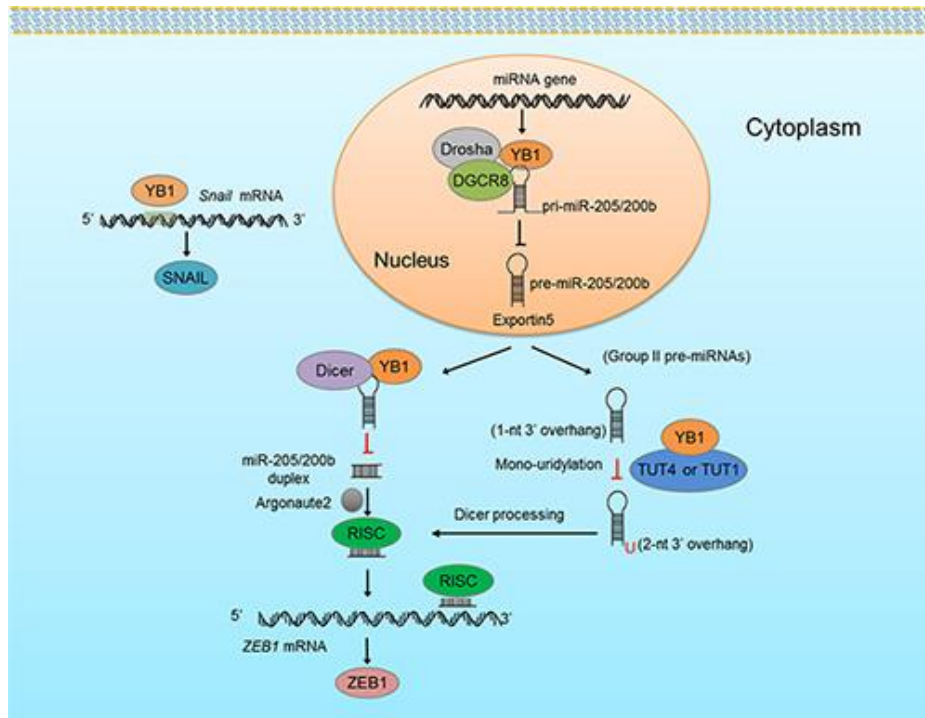 miRNA gene
Cytoplasm
Drosha
YB1
DGCR8
pri-miR-205/200b
YB1
Snail mRNA
5’
3’
SNAIL
Nucleus
pre-miR-205/200b
Exportin5
(Group II pre-miRNAs)
Dicer
YB1
(1-nt 3’ overhang)
YB1
miR-205/200b
duplex
Mono-uridylation
TUT4 or TUT1
Argonaute2
Dicer processing
RISC
U
(2-nt 3’ overhang)
RISC
5’
3’
ZEB1 mRNA
ZEB1